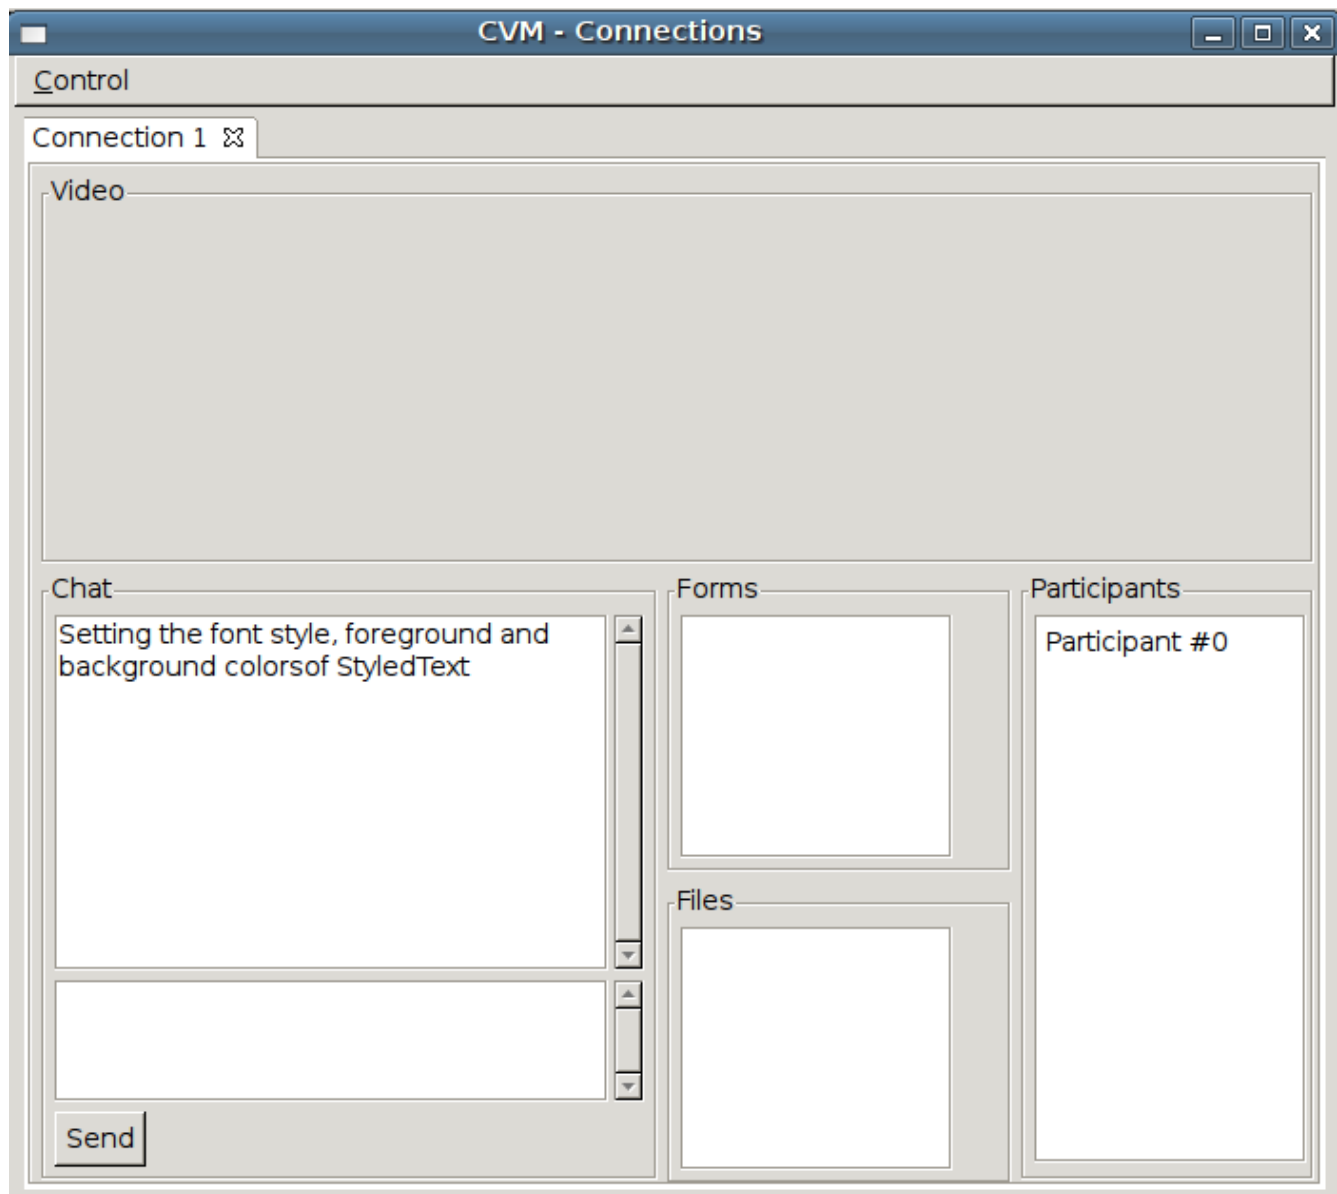 CVM - Connections
Control
Connection 1
Video
Chat
Setting the font style, foreground and
background colorsof StyledText
Send
Forms
Files
Participants
Participant #0